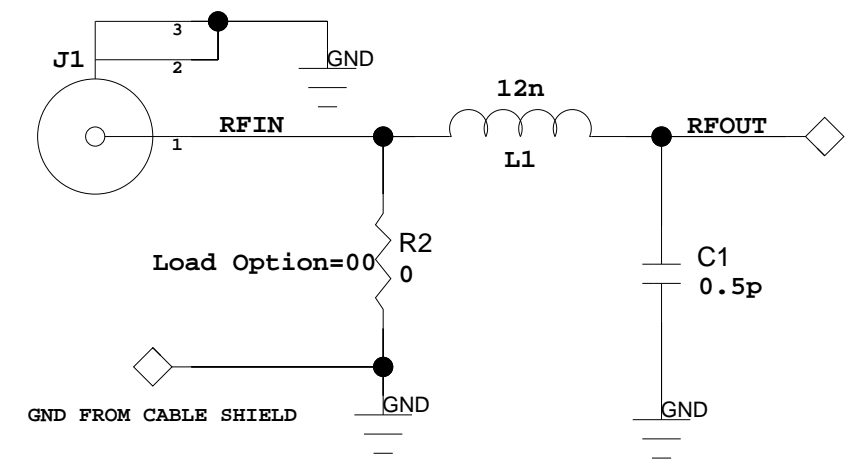 3
J1
2
GND
12n
RFIN
1
L1
RFOUT
R2
Load Option=00
0
C1
0.5p
GND FROM CABLE SHIELD
GND
GND